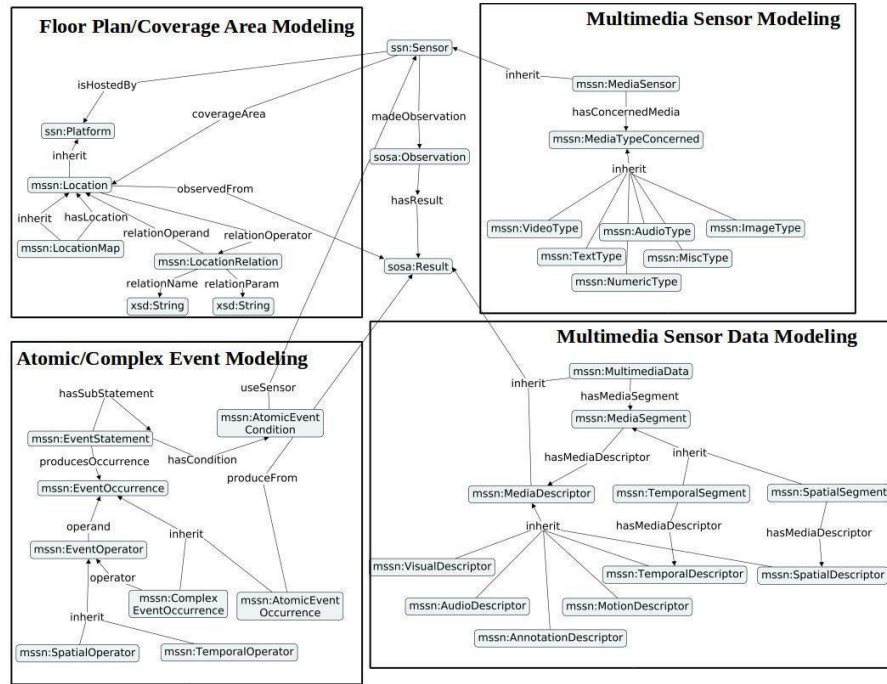 Floor Plan/Coverage Area Modeling
isHostedBy
coverageArea
ssn:Platform
inherit
mssn:Location
observedFrom
inherit
hasLocation
relationOperand
relationOperator
mssn:LocationMap
mssn:LocationRelation
relationName
relationParam
xsd:String
xsd:String
ssn:Sensor
madeObservation
sosa:Observation
hasResult
sosa:Result
Multimedia Sensor Modeling
inherit
mssn:MediaSensor
hasConcernedMedia
mssn:MediaTypeConcerned
inherit
mssn:VideoType
mssn:AudioType
mssn:ImageType
mssn:TextType
mssn:MiscType
mssn:NumericType
Atomic/Complex Event Modeling
hasSubStatement
useSensor
mssn:AtomicEvent
Condition
mssn:EventStatement
hasCondition
producesOccurrence
produceFrom
mssn:EventOccurrence
operand
inherit
mssn:EventOperator
operator
mssn:Complex
EventOccurrence
mssn:AtomicEvent
Occurrence
inherit
mssn:SpatialOperator
mssn:TemporalOperator
Multimedia Sensor Data Modeling
mssn:MultimediaData
inherit
hasMediaSegment
mssn:MediaSegment
hasMediaDescriptor
inherit
mssn:MediaDescriptor
mssn:TemporalSegment
mssn:SpatialSegment
inherit
hasMediaDescriptor
hasMediaDescriptor
mssn:VisualDescriptor
mssn:TemporalDescriptor
mssn:SpatialDescriptor
mssn:AudioDescriptor
mssn:MotionDescriptor
mssn:AnnotationDescriptor